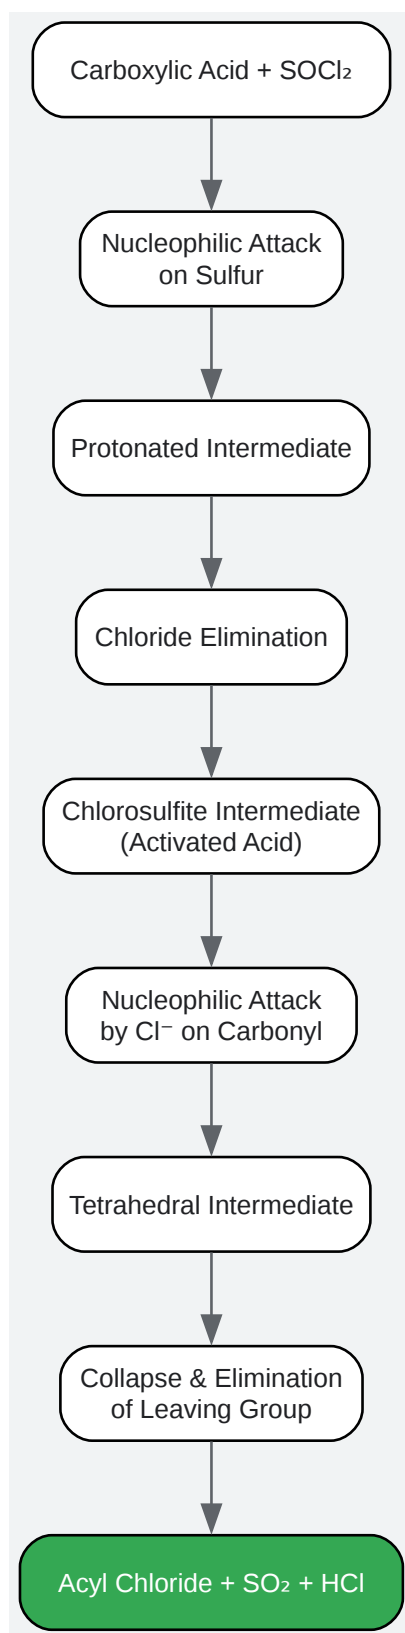 Carboxylic Acid + SOCl₂
Nucleophilic Attack
on Sulfur
Protonated Intermediate
Chloride Elimination
Chlorosulfite Intermediate
(Activated Acid)
Nucleophilic Attack
by Cl⁻ on Carbonyl
Tetrahedral Intermediate
Collapse & Elimination
of Leaving Group
Acyl Chloride + SO₂ + HCl